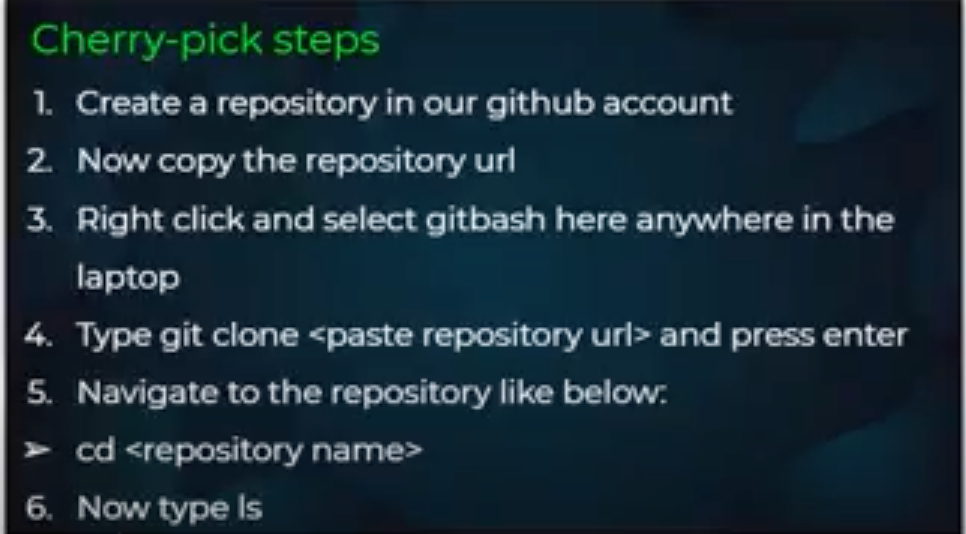 Cherry-pick steps
1. Create a repository in our github account
2. Now copy the repository url
3. Right click and select gitbash here anywhere in the
laptop
4. Type git clone <paste repository url> and press enter
5. Navigate to the repository like below:
➢ cd <repository name>
6. Now type ls